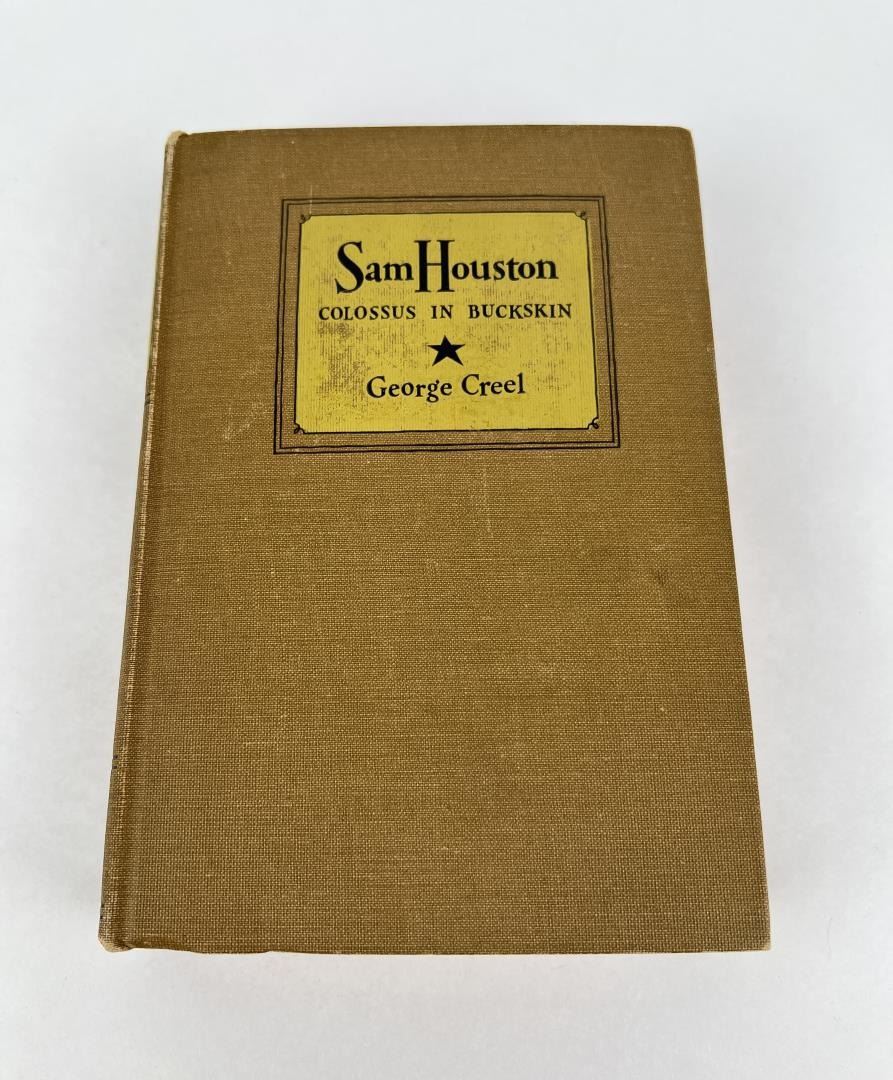 Sam Houston
COLOSSUS IN BUCKSKIN
George Creel